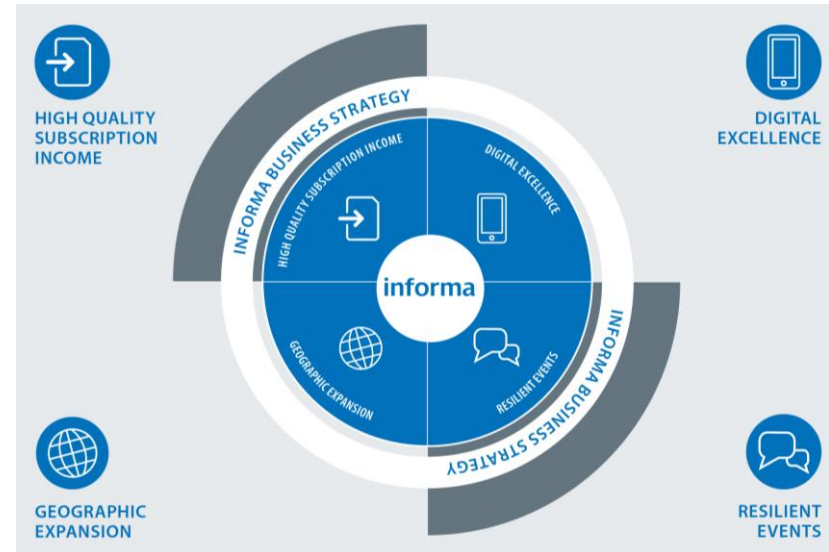 HIGH QUALITY
SUBSCRIPTION
INCOME
DIGITAL
EXCELLENCE
INFORMA BUSINESS STRATEGY
HIGH QUALITY SUBSCRIPTION INCOME
DIGITAL EXCELLENCE
informa
GEOGRAPHIC EXPANSION
RESILIENT EVENTS
INFORMA BUSINESS STRATEGY
GEOGRAPHIC
EXPANSION
RESILIENT
EVENTS